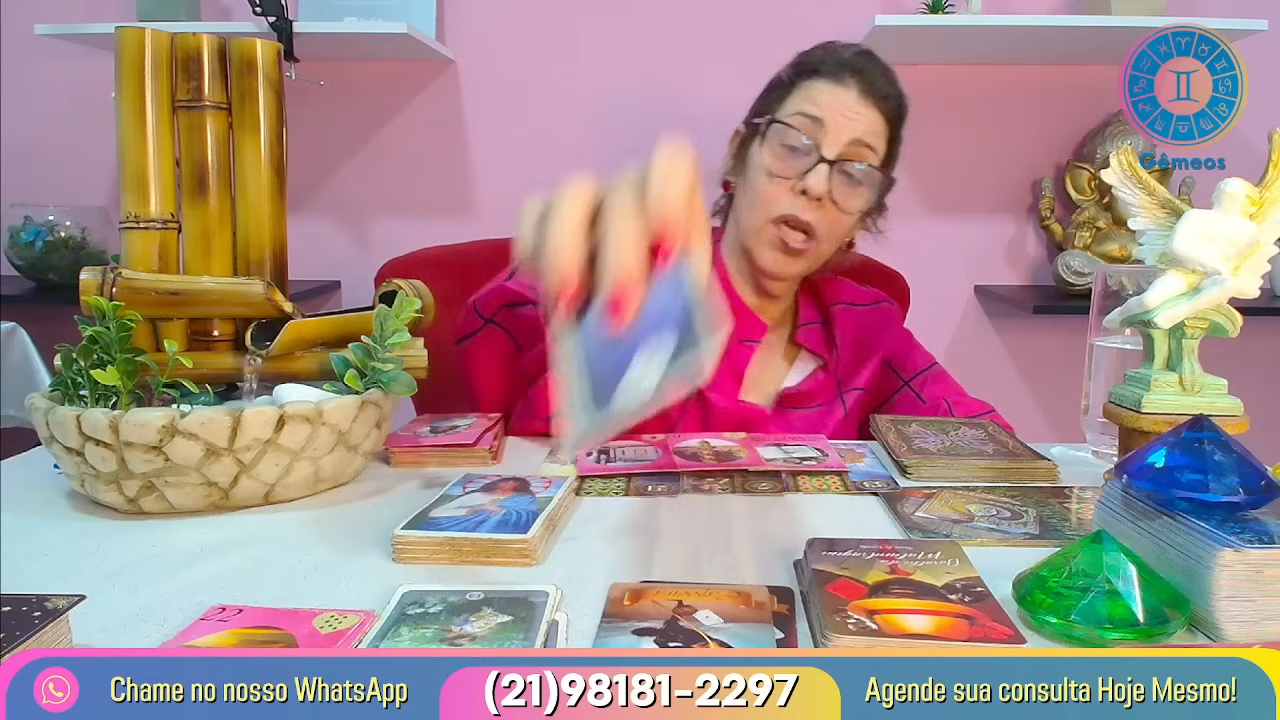 Gêmeos
22
Chame no nosso WhatsApp
(21)98181-2297
Agende sua consulta Hoje Mesmo!